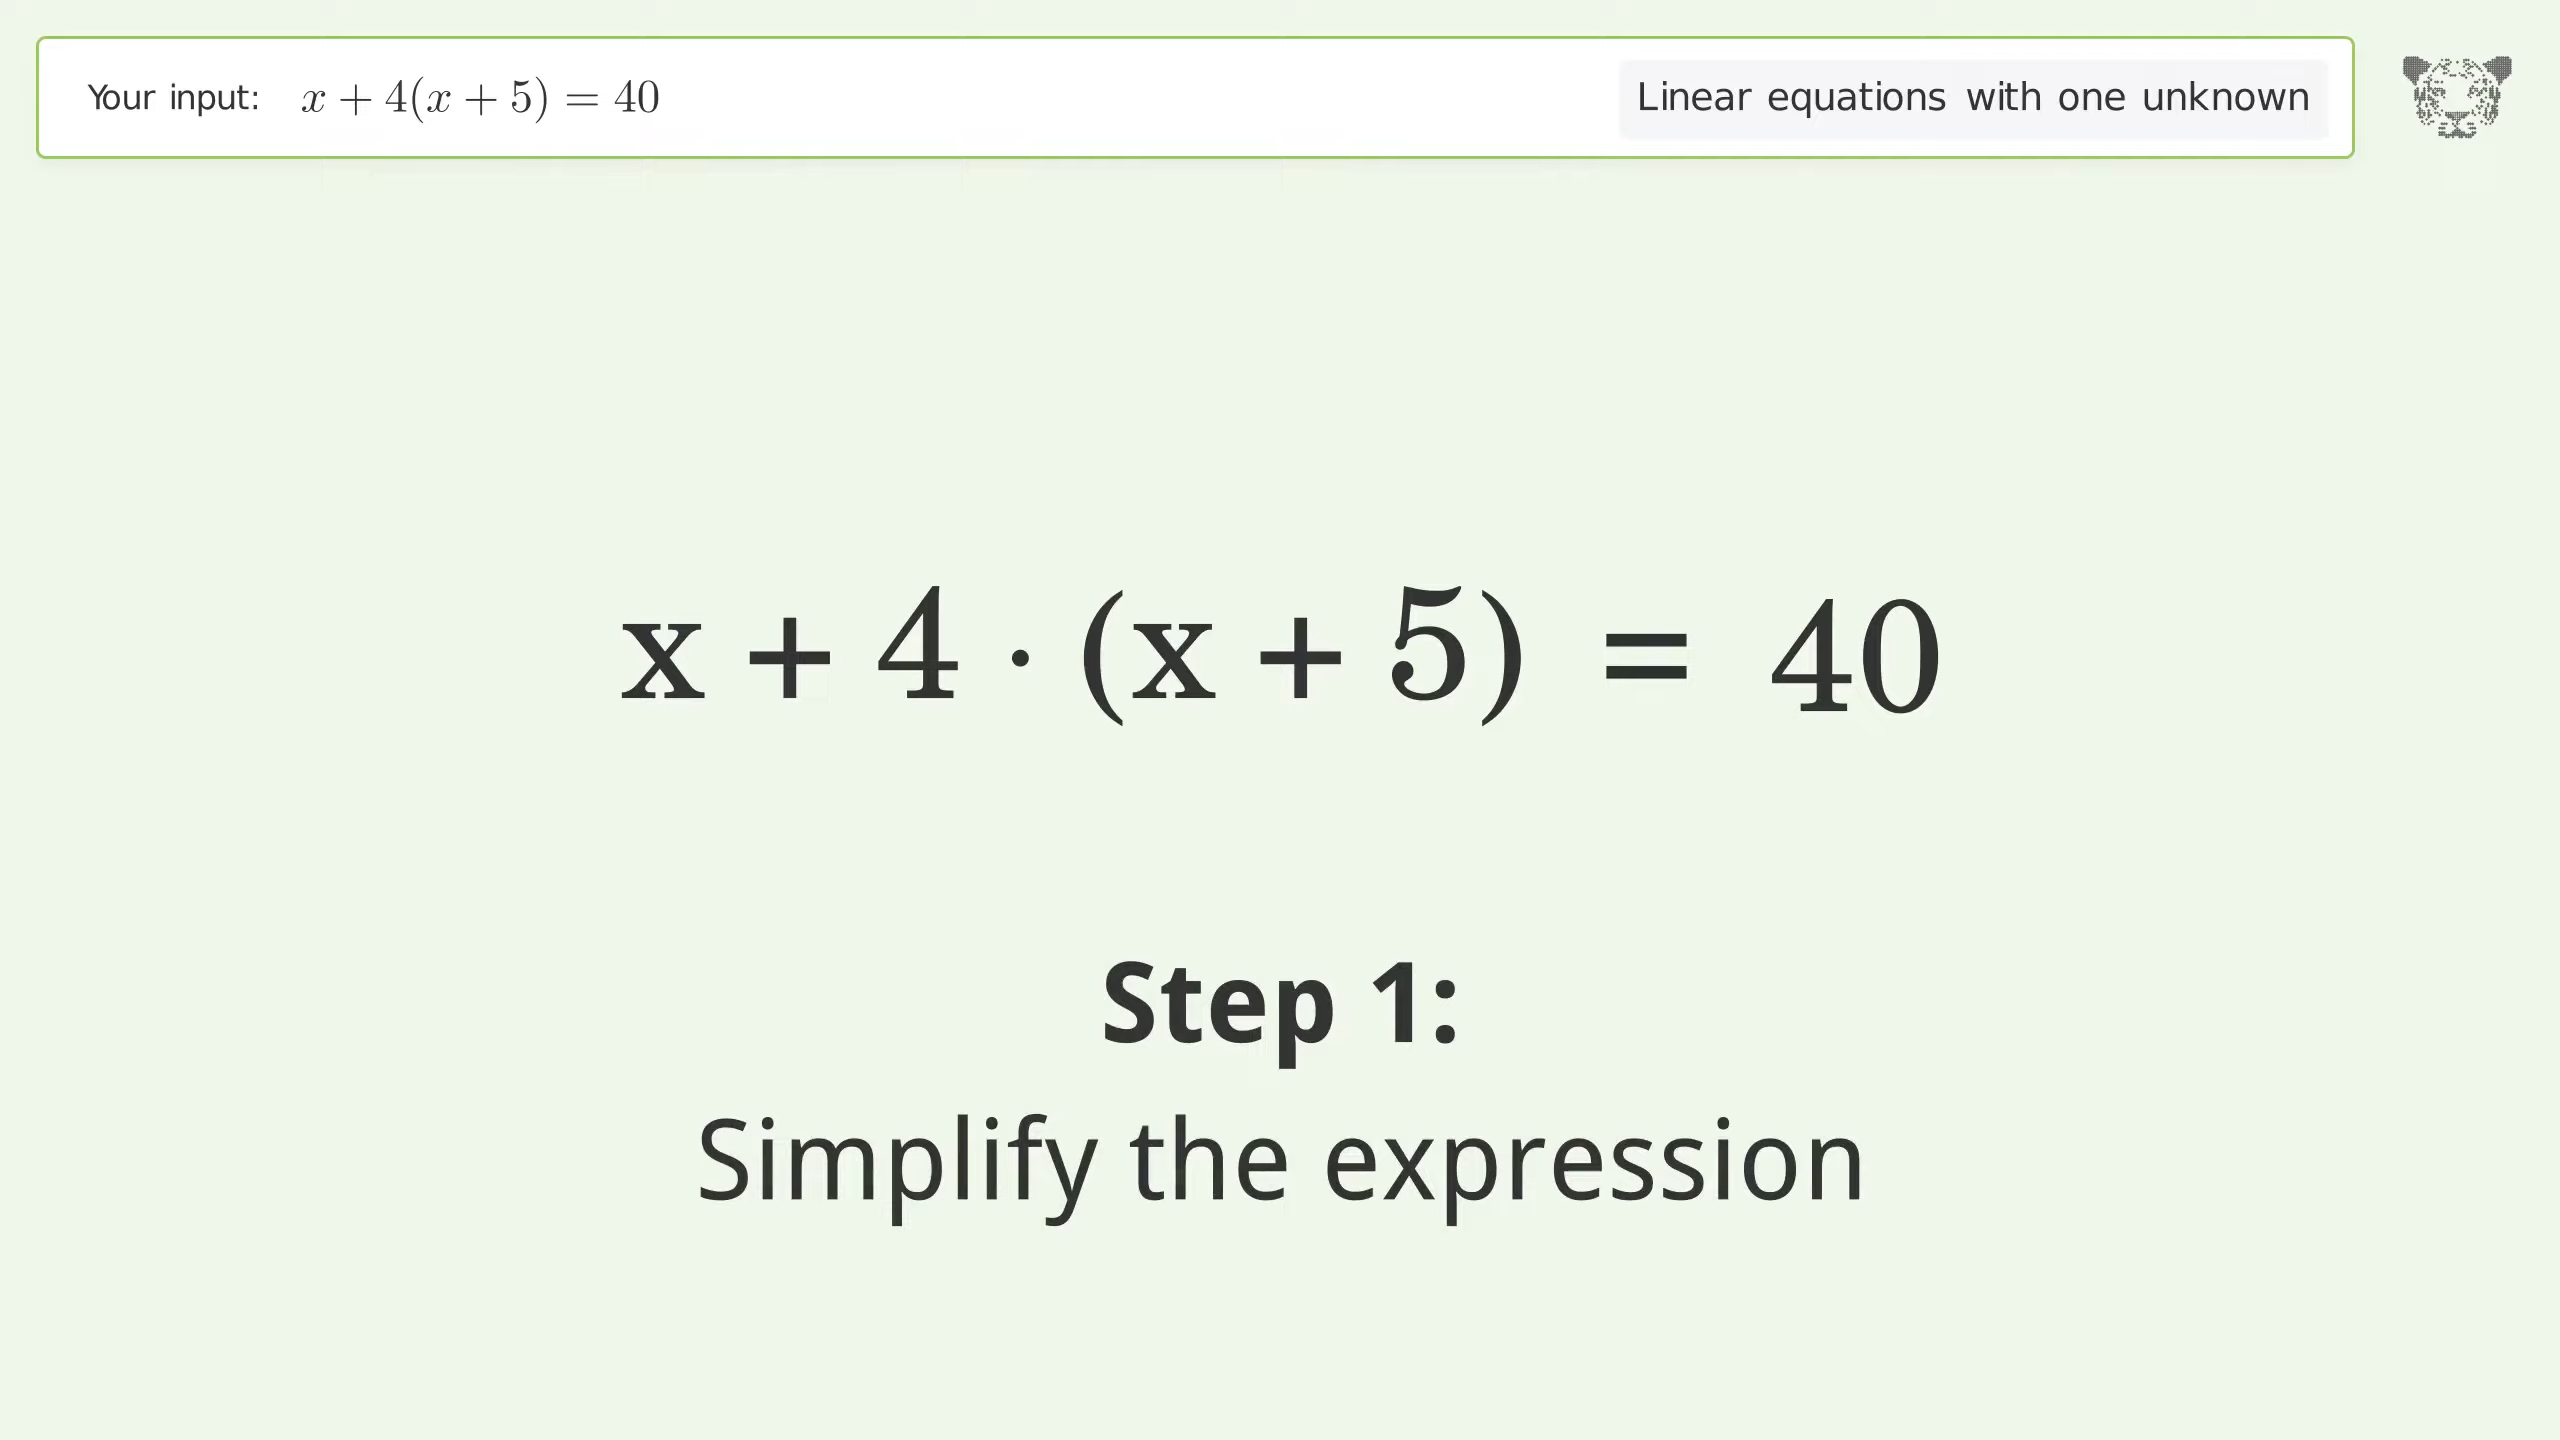 Your input: x + 4(x + 5) = 40
Linear equations with one unknown
x + 4 · (x + 5) = 40
Step 1:
Simplify the expression